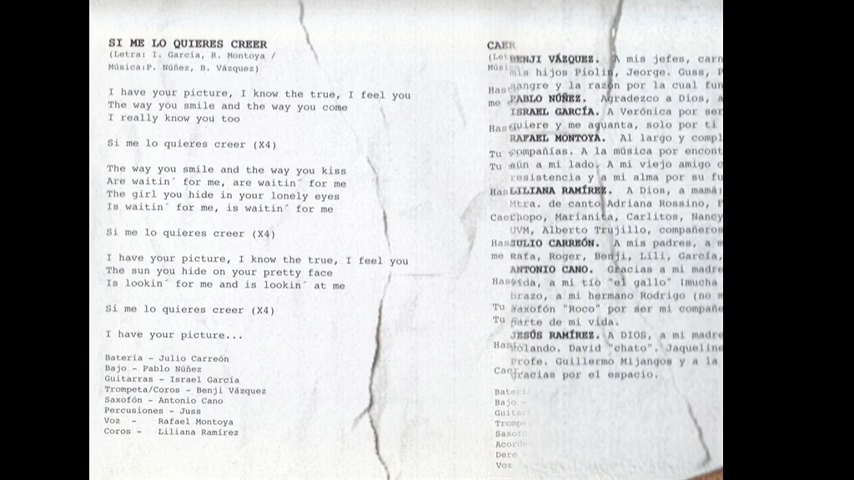 SI ME LO QUIERES CREER
(Letra: I. García, R. Montoya /
Música:P. Núñez, B. Vázquez)
I have your picture, I know the true, I feel you
The way you smile and the way you come
I really know you too
Si me lo quieres creer (X4)
The way you smile and the way you kiss
Are waitin´ for me, are waitin´ for me
The girl you hide in your lonely eyes
Is waitin´ for me, is waitin´ for me
Si me lo quieres creer (X4)
I have your picture, I know the true, I feel you
The sun you hide on your pretty face
Is lookin´ for me and is lookin´ at me
Si me lo quieres creer (X4)
I have your picture...
Batería - Julio Carreón
Bajo - Pablo Núñez
Guitarras - Israel García
Trompeta/Coros - Benji Vázquez
Saxofón - Antonio Cano
Percusiones - Juss
Voz - Rafael Montoya
Coros - Liliana Ramírez
CAER
BENJI VÁZQUEZ. A mis jefes,
mis hijos Piolín, Jeorge. Guss,
sangre y la razón por la cual
PABLO NÚÑEZ. Agradezco a Dios, a
ISRAEL GARCÍA. A Verónica por ser
quiere y me aguanta, solo por ti
RAFAEL MONTOYA. Al largo y
compañías. A la música por
aún a mi lado. A mi viejo amigo
resistencia y a mi alma por su
LILIANA RAMÍREZ. A Dios, a mamá
Mtra. de canto Adriana Rossino,
Chopo, Marianita, Carlitos, Nancy
UVM, Alberto Trujillo, compañeros
JULIO CARREÓN. A mis padres, a
Rafa, Roger, Benji, Lili, García,
ANTONIO CANO. Gracias a mi madre
vida, a mi tío "el gallo" ¡mucha
brazo, a mi hermano Rodrigo (no
saxofón "Roco" por ser mi
parte de mi vida.
JESÚS RAMÍREZ. A DIOS, a mi madre
Rolando. David "chato". Jaqueline
Profe. Guillermo Mijangos y a la
gracias por el espacio.
Bajo -
Voz